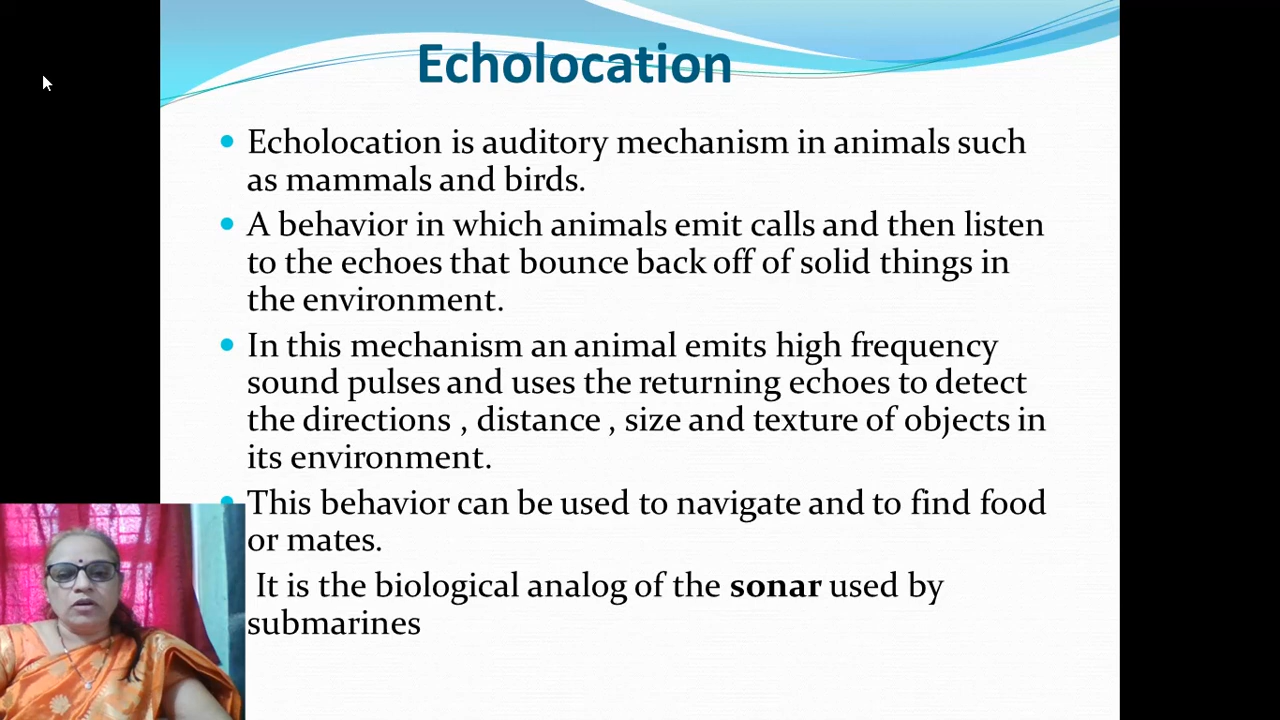 Echolocation
Echolocation is auditory mechanism in animals such
as mammals and birds.
A behavior in which animals emit calls and then listen
to the echoes that bounce back off of solid things in
the environment.
In this mechanism an animal emits high frequency
sound pulses and uses the returning echoes to detect
the directions , distance , size and texture of objects in
its environment.
This behavior can be used to navigate and to find food
or mates.
It is the biological analog of the sonar used by
submarines